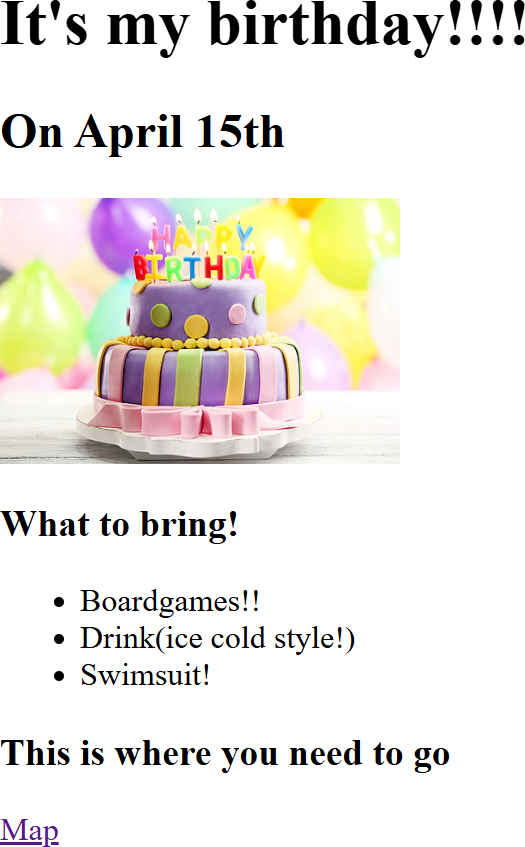 It's my birthday!!!!
On April 15th
HAPPY
BIRTHDAY
What to bring!
Boardgames!!
Drink(ice cold style!)
Swimsuit!
This is where you need to go
Map